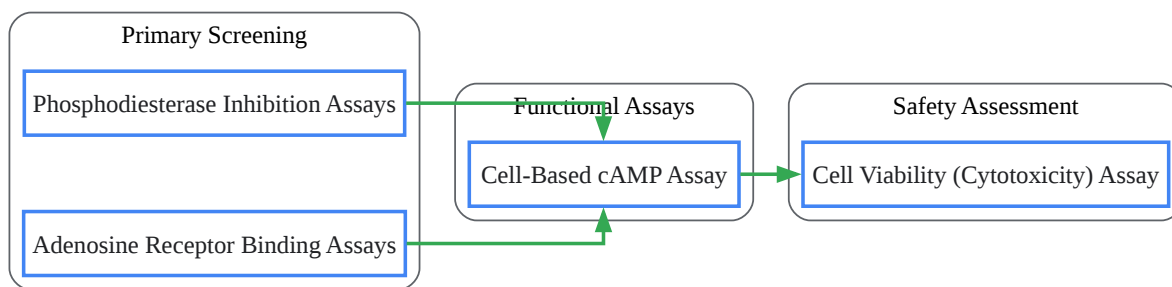 Primary Screening
Phosphodiesterase Inhibition Assays
Adenosine Receptor Binding Assays
Functional Assays
Cell-Based cAMP Assay
Safety Assessment
Cell Viability (Cytotoxicity) Assay